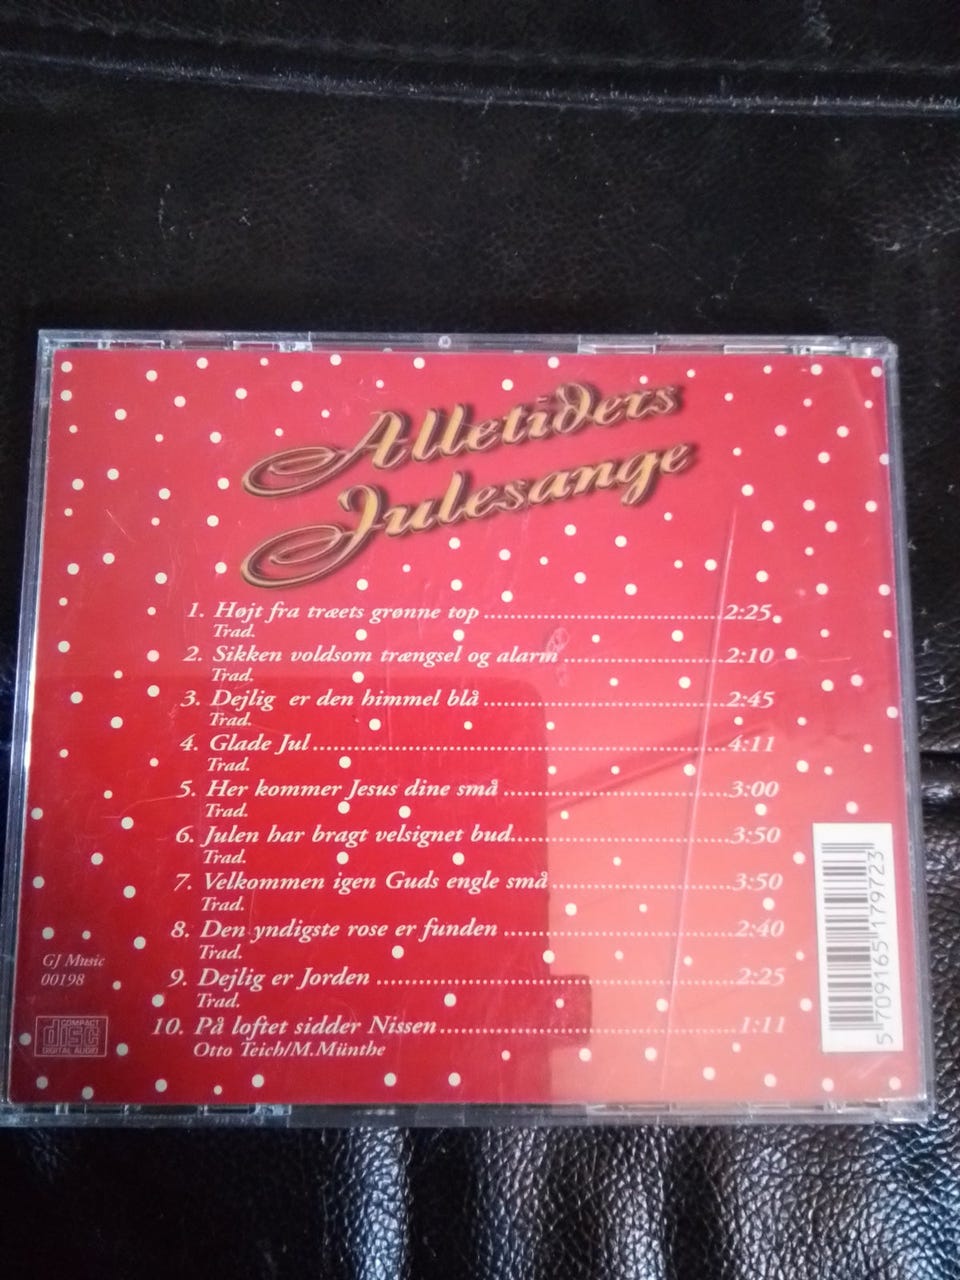 Alletiders
Julesange
1. Højt fra træets grønne top ........................................ 2:25
Trad.
2. Sikken voldsom trængsel og alarm ........................... 2:10
Trad.
3. Dejlig er den himmel blå ........................................ 2:45
Trad.
4. Glade Jul .................................................................... 4:11
Trad.
5. Her kommer Jesus dine små ..................................... 3:00
Trad.
6. Julen har bragt velsignet bud.................................... 3:50
Trad.
7. Velkommen igen Guds engle små ............................. 3:50
Trad.
8. Den yndigste rose er funden ..................................... 2:40
Trad.
9. Dejlig er Jorden ......................................................... 2:25
Trad.
10. På loftet sidder Nissen .............................................. 1:11
Otto Teich/M.Münthe
GJ Music
00198
COMPACT
disc
DIGITAL AUDIO
5 709165 179723